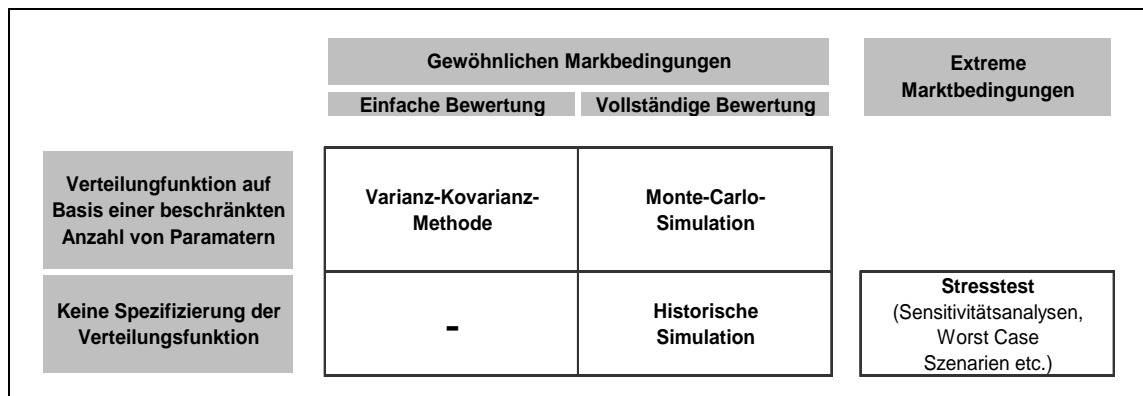 Gewöhnlichen Markbedingungen
Extreme
Marktbedingungen
Einfache Bewertung
Vollständige Bewertung
Verteilungfunktion auf
Basis einer beschränkten
Anzahl von Paramatern
Varianz-Kovarianz-
Methode
Monte-Carlo-
Simulation
Keine Spezifizierung der
Verteilungsfunktion
-
Historische
Simulation
Stresstest
(Sensitivitätsanalysen,
Worst Case
Szenarien etc.)